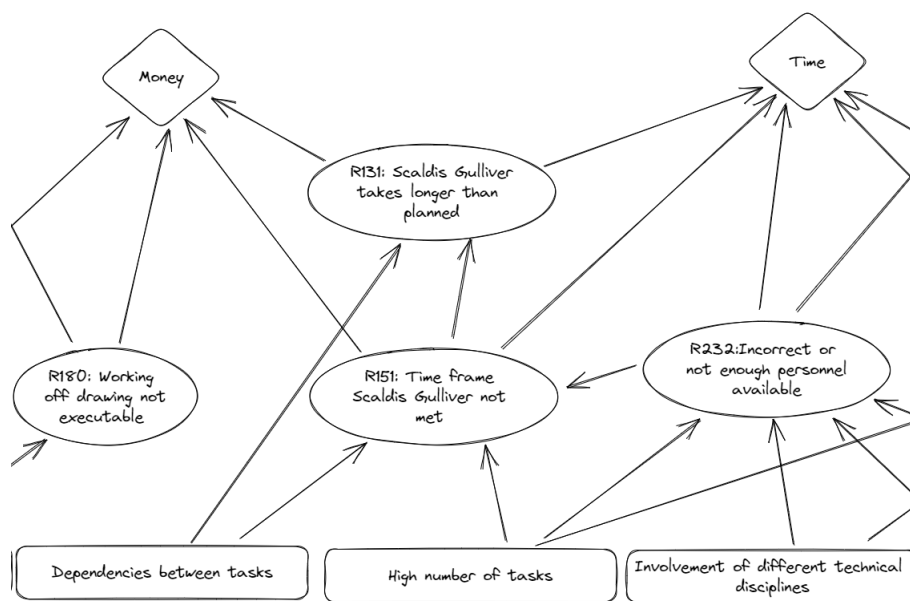 Money
Time
R131: Scaldis Gulliver
takes longer than
planned
R180: Working
off drawing not
executable
R151: Time frame
Scaldis Gulliver not
met
R232:Incorrect or
not enough personnel
available
Dependencies between tasks
High number of tasks
Involvement of different technical
disciplines